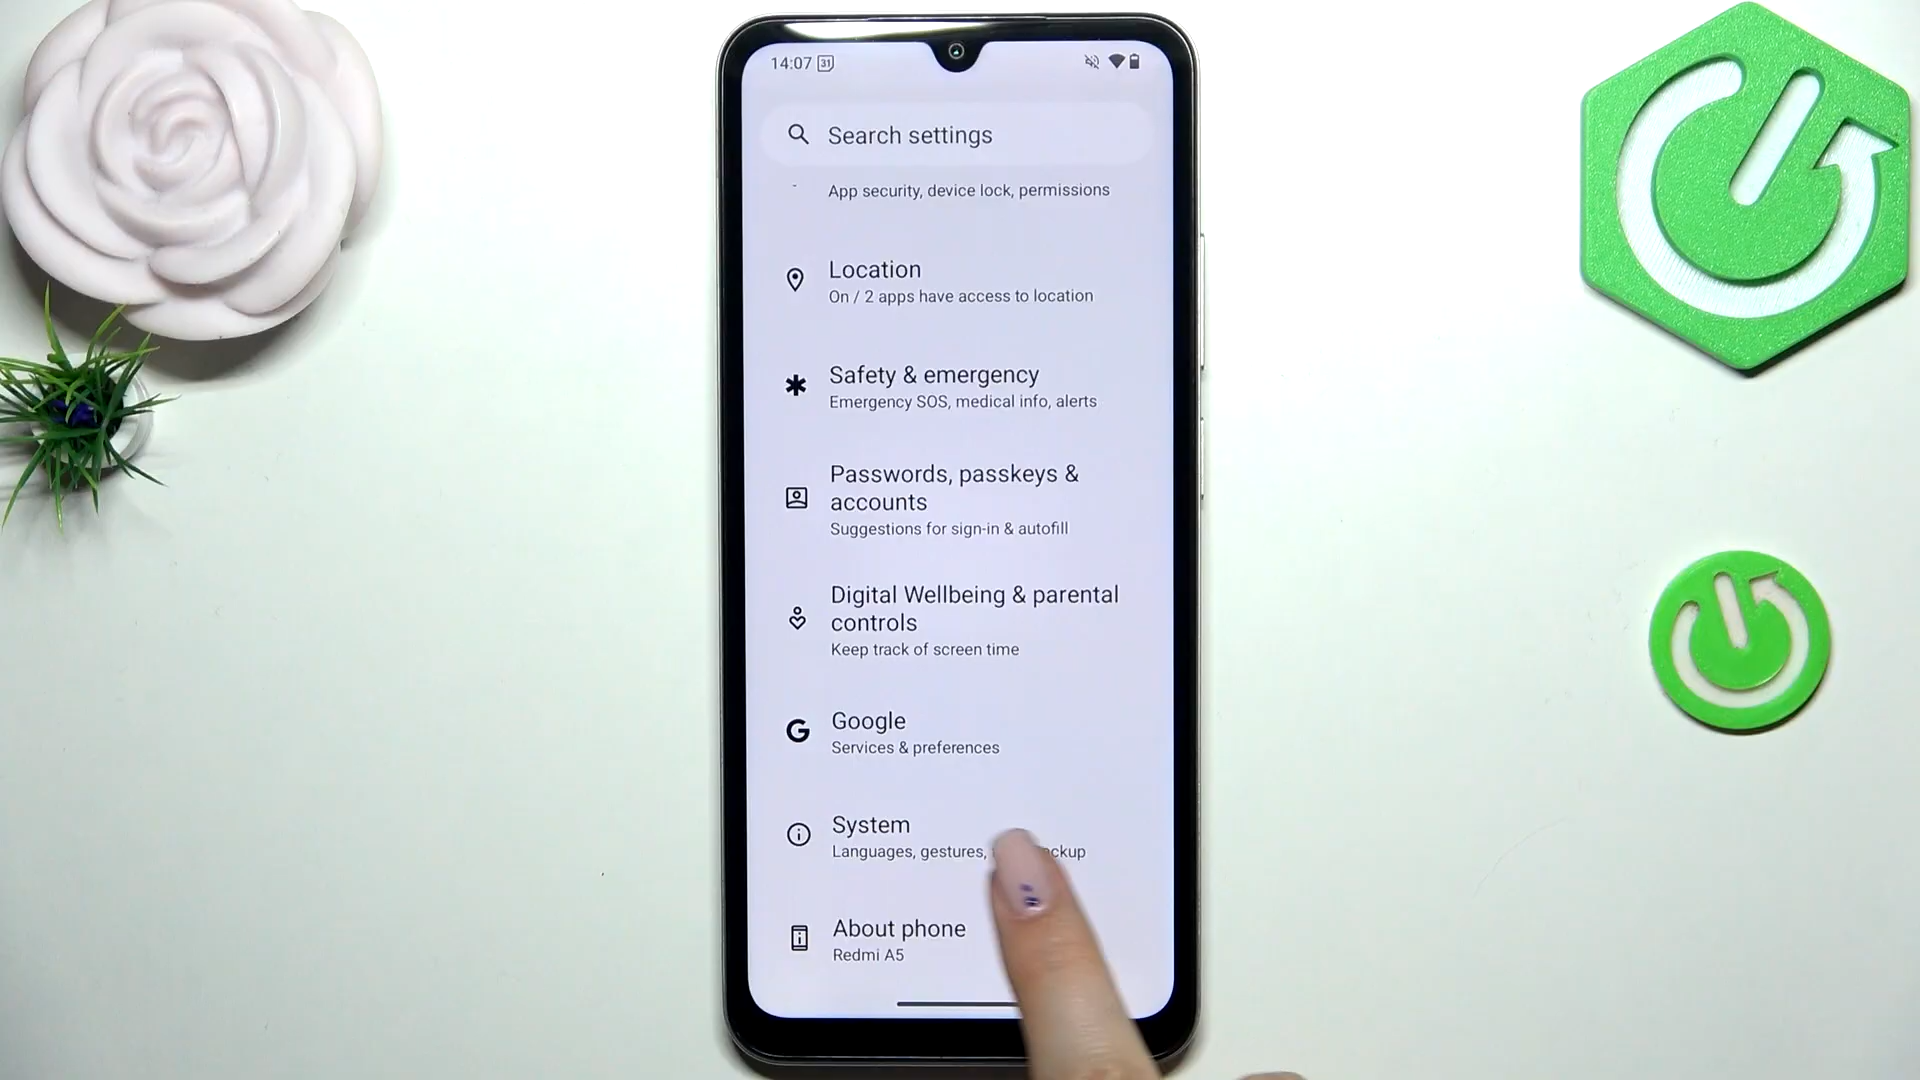 14:07 31
Search settings
App security, device lock, permissions
Location
On / 2 apps have access to location
Safety & emergency
Emergency SOS, medical info, alerts
Passwords, passkeys &
accounts
Suggestions for sign-in & autofill
Digital Wellbeing & parental
controls
Keep track of screen time
Google
Services & preferences
System
Languages, gestures,
About phone
Redmi A5